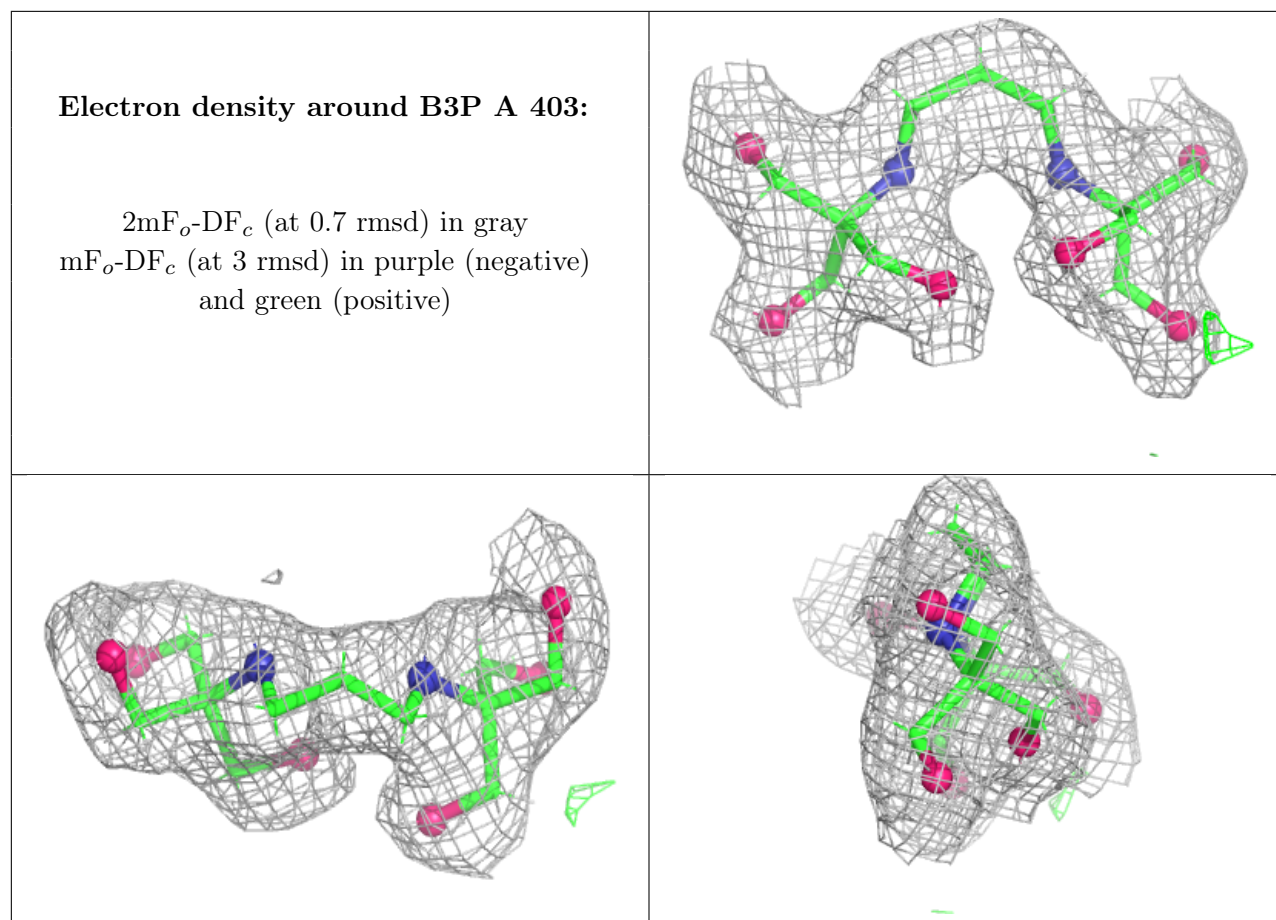 Electron density around B3P A 403:
2mFo-DFc (at 0.7 rmsd) in gray
mFo-DFc (at 3 rmsd) in purple (negative)
and green (positive)